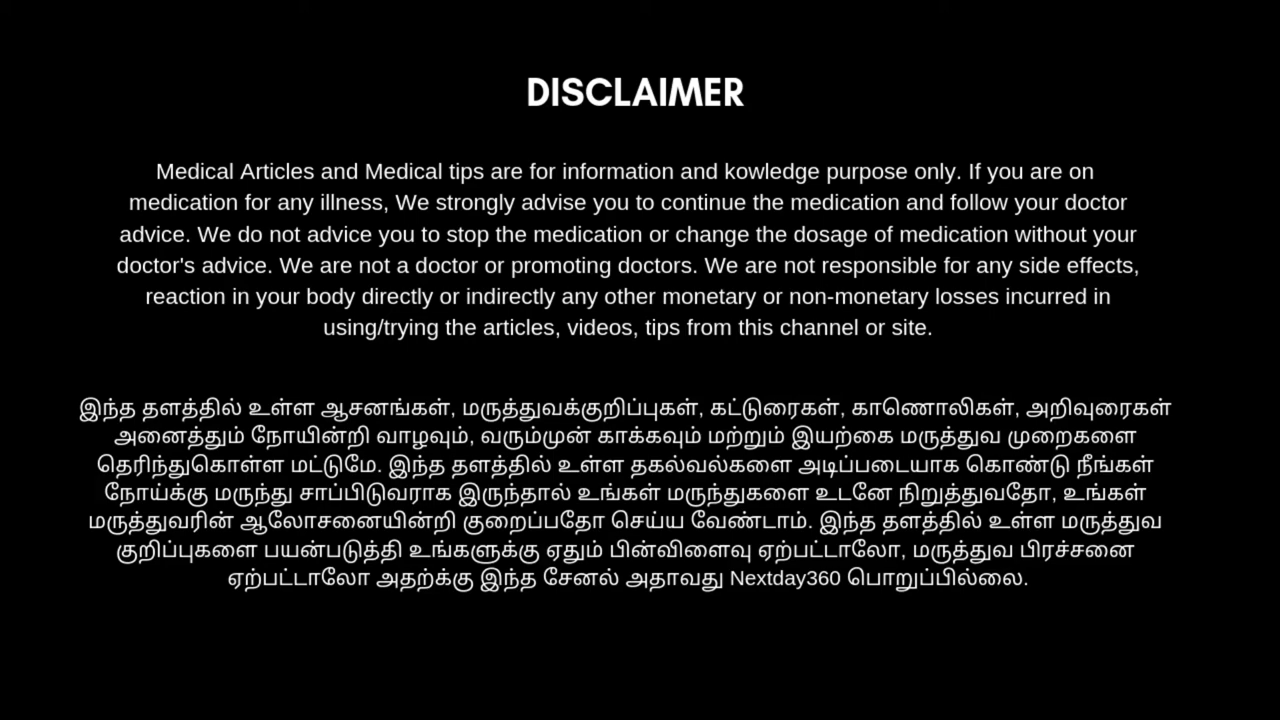 DISCLAIMER
Medical Articles and Medical tips are for information and kowledge purpose only. If you are on
medication for any illness, We strongly advise you to continue the medication and follow your doctor
advice. We do not advice you to stop the medication or change the dosage of medication without your
doctor's advice. We are not a doctor or promoting doctors. We are not responsible for any side effects,
reaction in your body directly or indirectly any other monetary or non-monetary losses incurred in
using/trying the articles, videos, tips from this channel or site.
இந்த தளத்தில் உள்ள ஆசனங்கள், மருத்துவக்குறிப்புகள், கட்டுரைகள், காணொலிகள், அறிவுரைகள்
அனைத்தும் நோயின்றி வாழவும், வரும்முன் காக்கவும் மற்றும் இயற்கை மருத்துவ முறைகளை
தெரிந்துகொள்ள மட்டுமே. இந்த தளத்தில் உள்ள தகல்வல்களை அடிப்படையாக கொண்டு நீங்கள்
நோய்க்கு மருந்து சாப்பிடுவராக இருந்தால் உங்கள் மருந்துகளை உடனே நிறுத்துவதோ, உங்கள்
மருத்துவரின் ஆலோசனையின்றி குறைப்பதோ செய்ய வேண்டாம். இந்த தளத்தில் உள்ள மருத்துவ
குறிப்புகளை பயன்படுத்தி உங்களுக்கு ஏதும் பின்விளைவு ஏற்பட்டாலோ, மருத்துவ பிரச்சனை
ஏற்பட்டாலோ அதற்க்கு இந்த சேனல் அதாவது Nextday360 பொறுப்பில்லை.